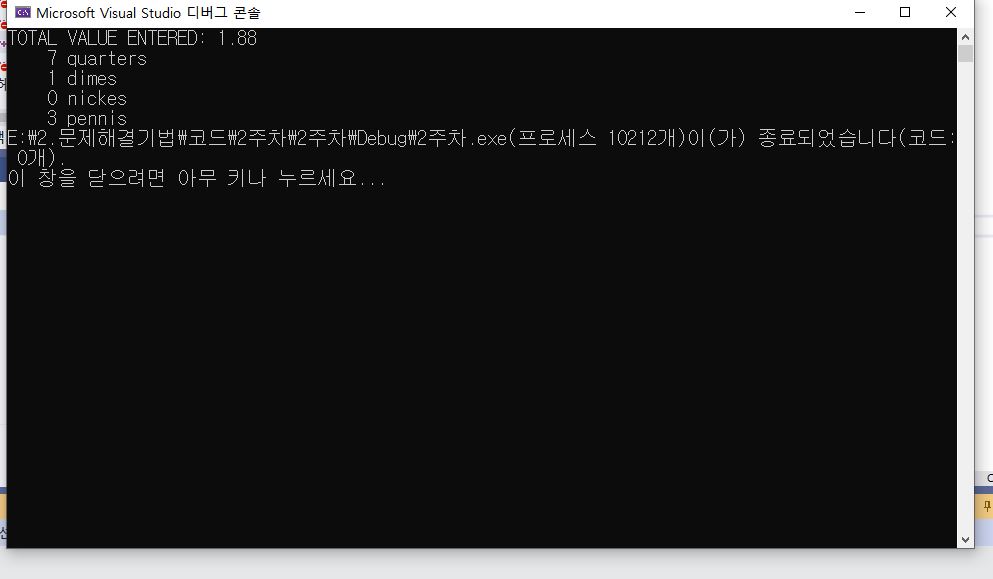 Microsoft Visual Studio 디버그 콘솔
TOTAL VALUE ENTERED: 1.88
7 quarters
1 dimes
0 nickes
3 pennis
E:\2.문제해결기법\코드\2주차\2주차\Debug\2주차.exe(프로세스 10212개)이(가) 종료되었습니다(코드:
0개).
이 창을 닫으려면 아무 키나 누르세요...